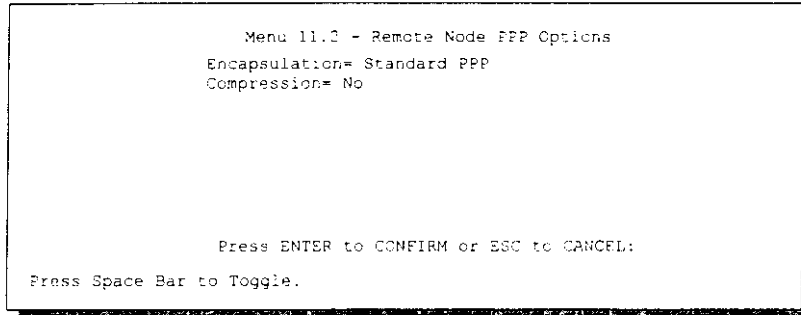 Menu 11.2 - Remote Node PPP Options
Encapsulation= Standard PPP
Compression= No
Press ENTER to CONFIRM or ESC to CANCEL:
Press Space Bar to Toggle.